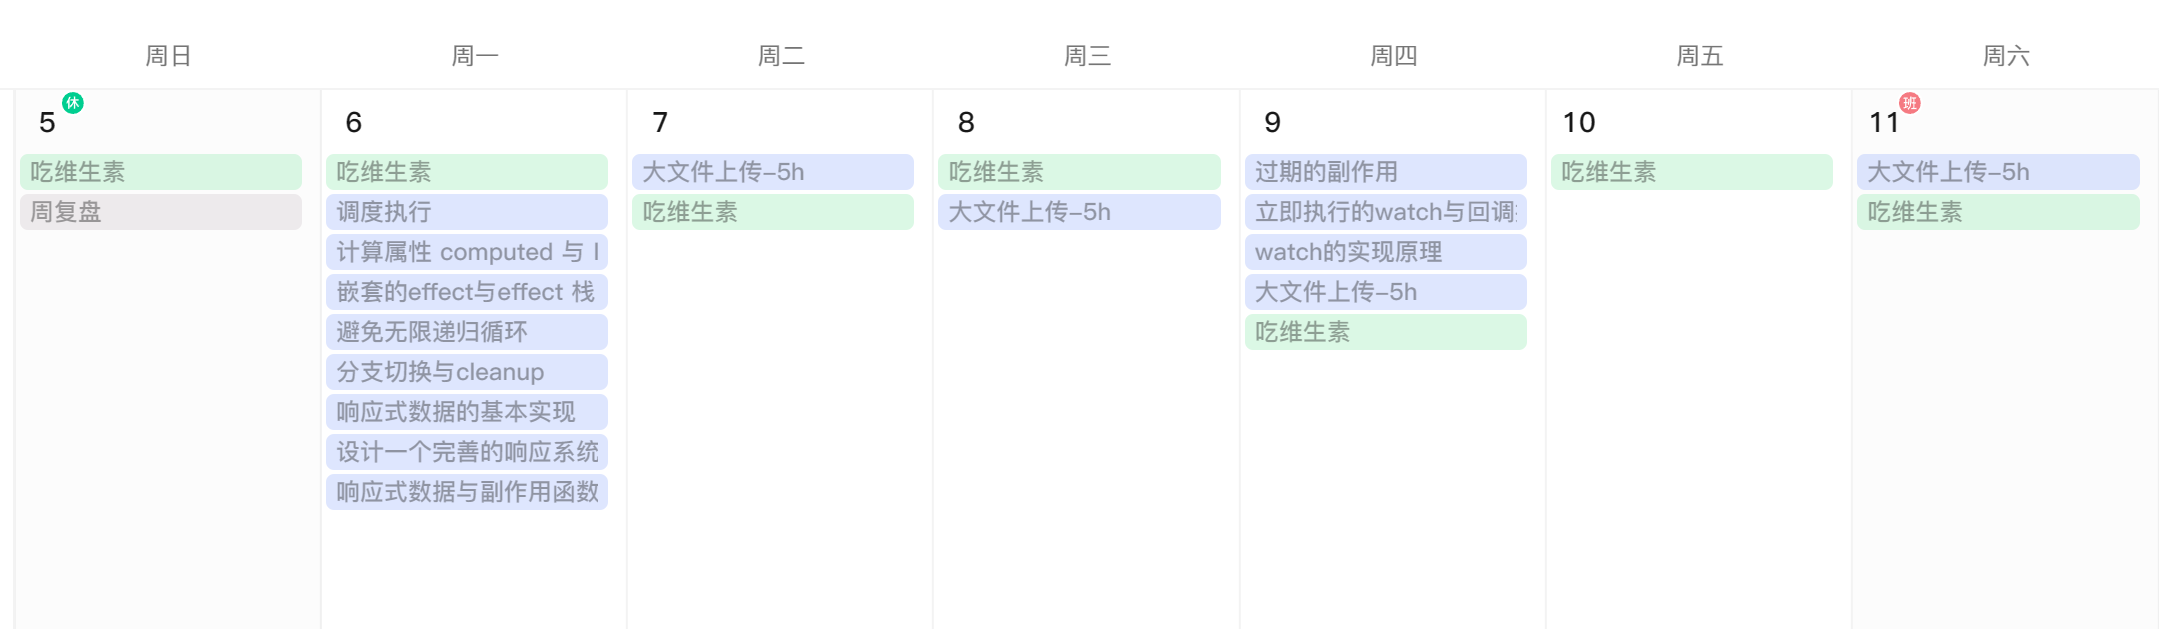 周日 周一 周二 周三 周四 周五 周六
5 休
吃维生素
周复盘
6
吃维生素
调度执行
计算属性 computed 与 l
嵌套的effect与effect 栈
避免无限递归循环
分支切换与cleanup
响应式数据的基本实现
设计一个完善的响应系统
响应式数据与副作用函数
7
大文件上传-5h
吃维生素
8
吃维生素
大文件上传-5h
9
过期的副作用
立即执行的watch与回调
watch的实现原理
大文件上传-5h
吃维生素
10
吃维生素
11 班
大文件上传-5h
吃维生素